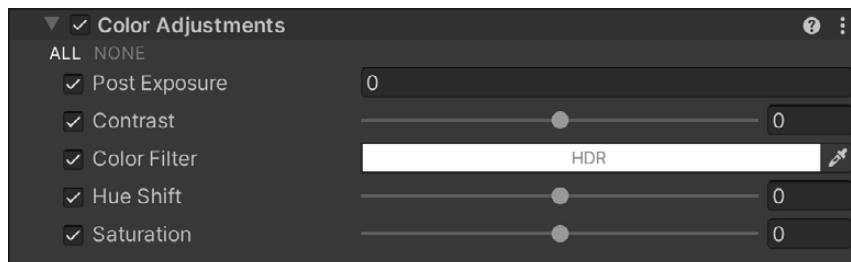 Color Adjustments
ALL NONE
Post Exposure 0
Contrast 0
Color Filter HDR
Hue Shift 0
Saturation 0